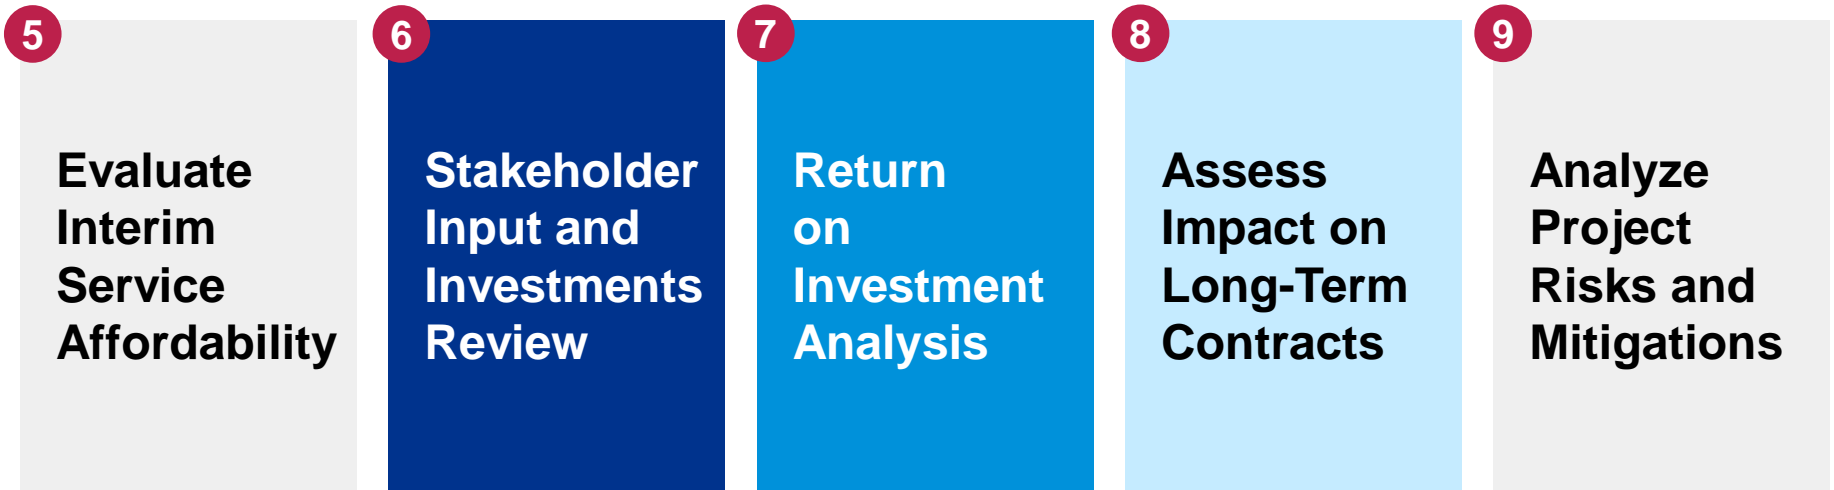 5
Evaluate
Interim
Service
Affordability
6
Stakeholder
Input and
Investments
Review
7
Return
on
Investment
Analysis
8
Assess
Impact on
Long-Term
Contracts
9
Analyze
Project
Risks and
Mitigations